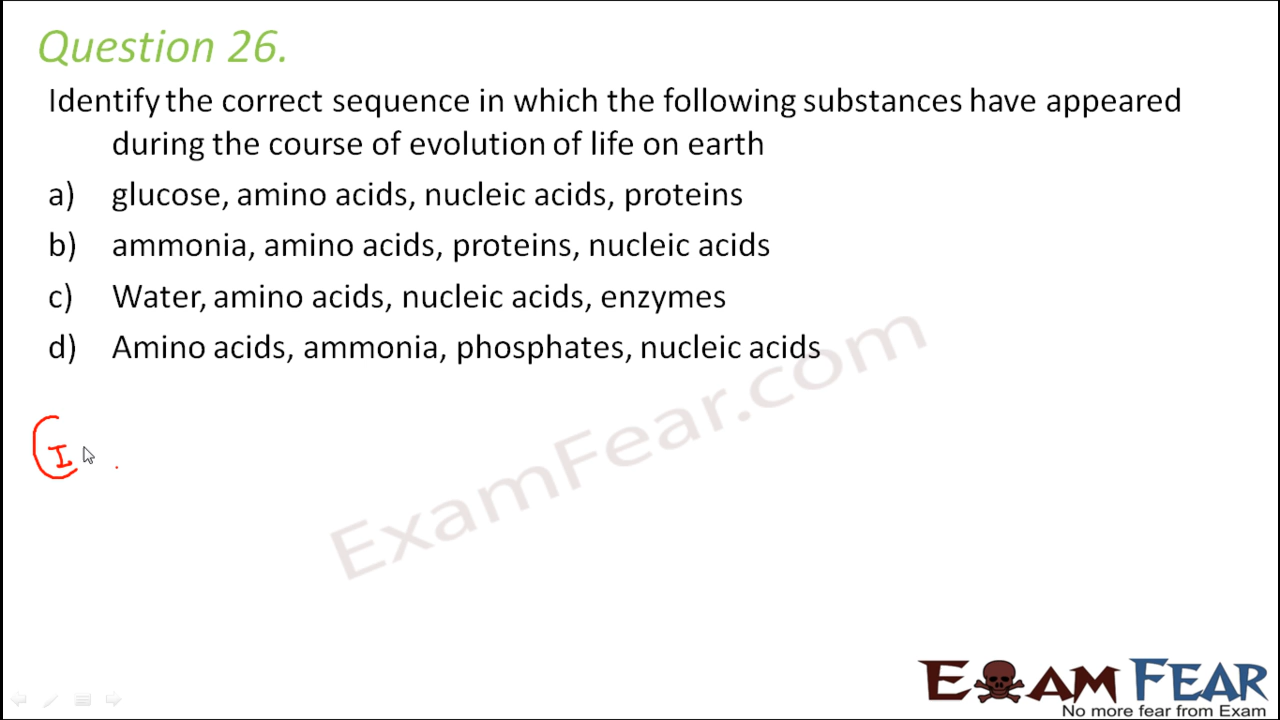 Question 26.
Identify the correct sequence in which the following substances have appeared
during the course of evolution of life on earth
a) glucose, amino acids, nucleic acids, proteins
b) ammonia, amino acids, proteins, nucleic acids
c) Water, amino acids, nucleic acids, enzymes
d) Amino acids, ammonia, phosphates, nucleic acids
I
ExamFear.com
EXAM FEAR
No more fear from Exam